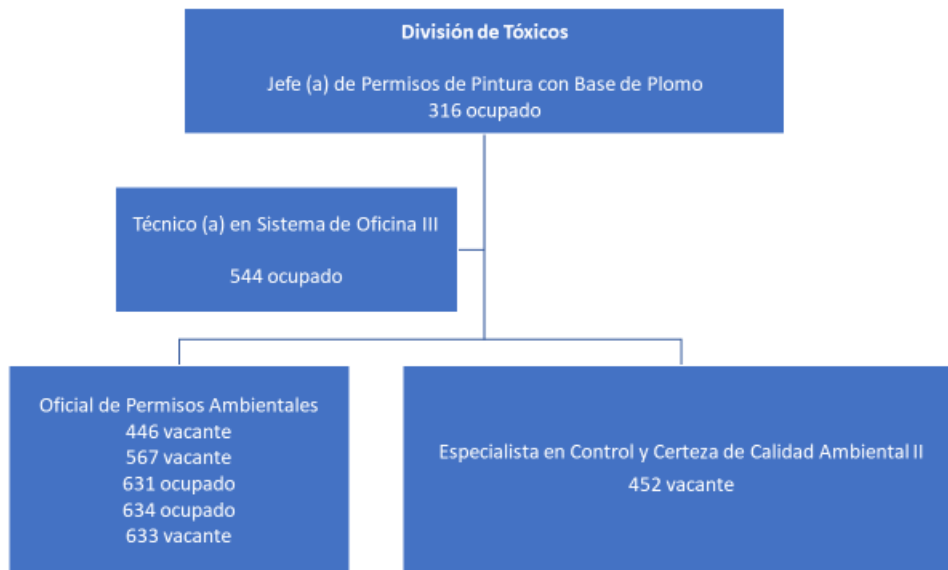 División de Tóxicos
Jefe (a) de Permisos de Pintura con Base de Plomo
316 ocupado
Técnico (a) en Sistema de Oficina III
544 ocupado
Oficial de Permisos Ambientales
446 vacante
567 vacante
631 ocupado
634 ocupado
633 vacante
Especialista en Control y Certeza de Calidad Ambiental II
452 vacante